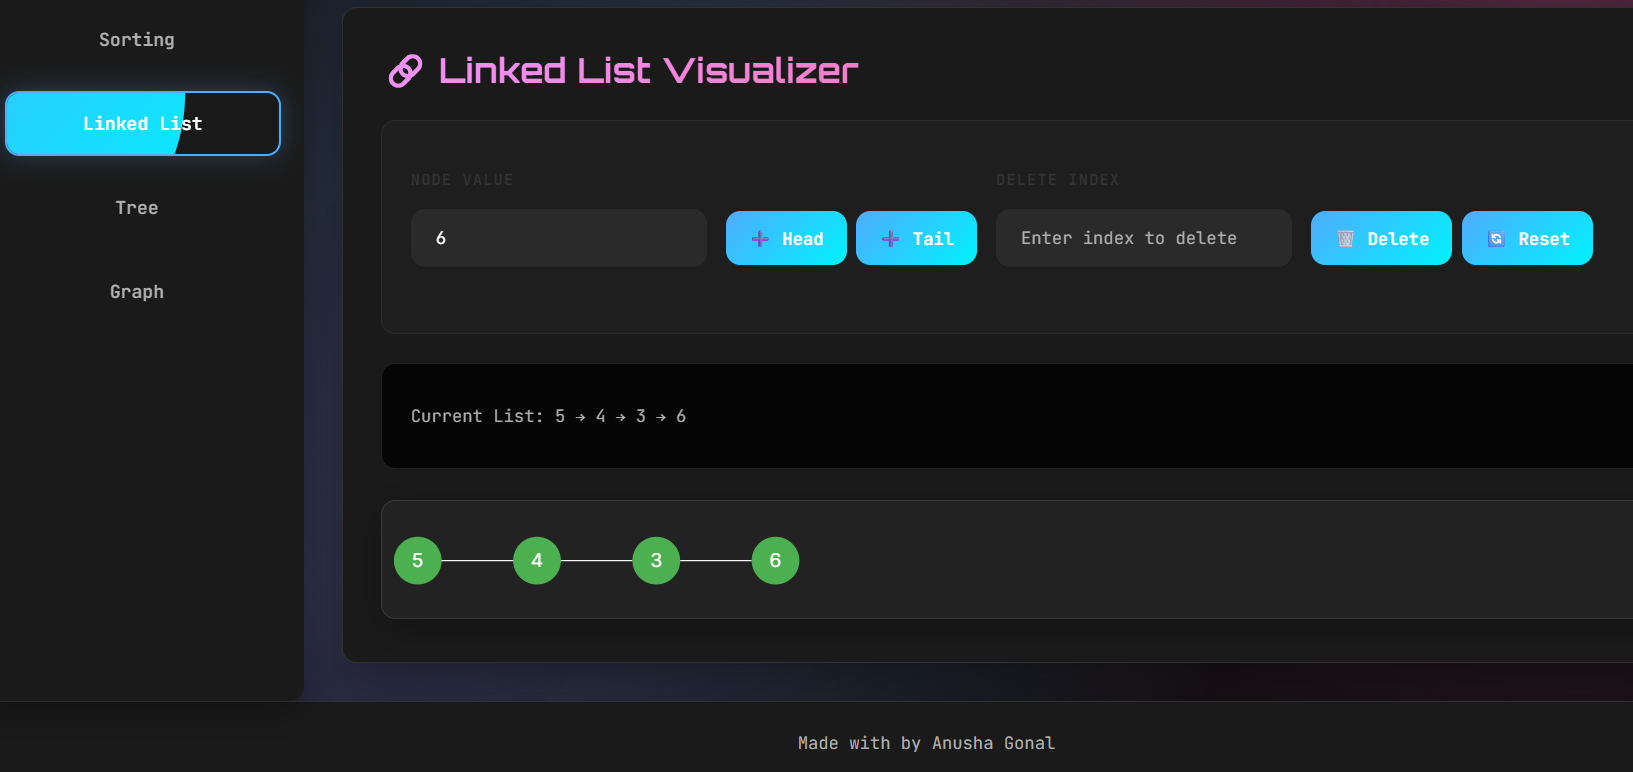 Sorting
Linked List
Tree
Graph
Linked List Visualizer
NODE VALUE
DELETE INDEX
6
Head
Tail
Enter index to delete
Delete
Reset
Current List: 5 → 4 → 3 → 6
5 4 3 6
Made with by Anusha Gonal